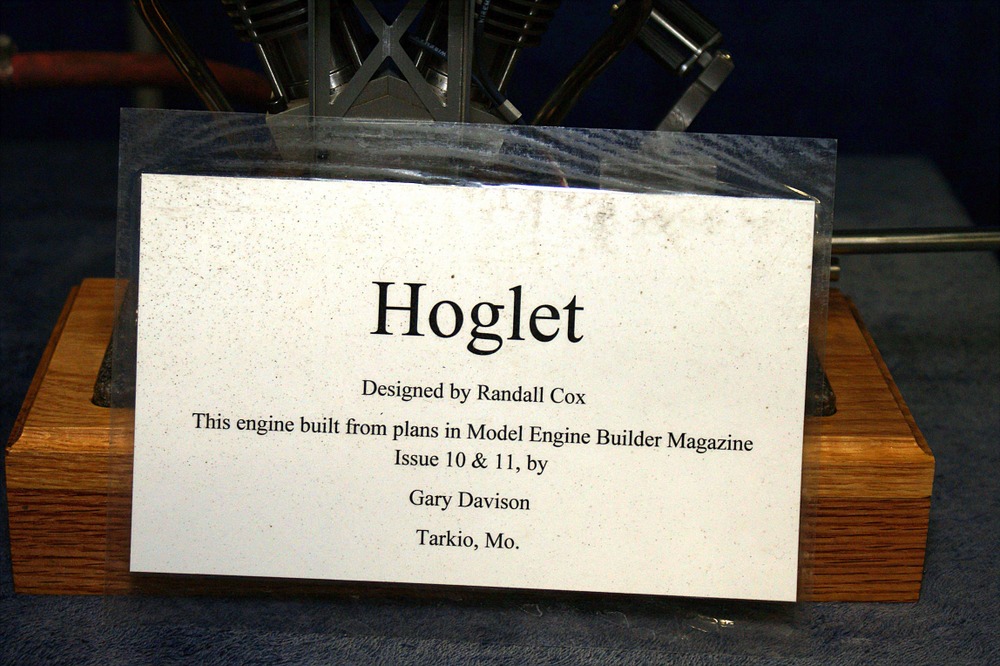 Hoglet
Designed by Randall Cox
This engine built from plans in Model Engine Builder Magazine
Issue 10 & 11, by
Gary Davison
Tarkio, Mo.